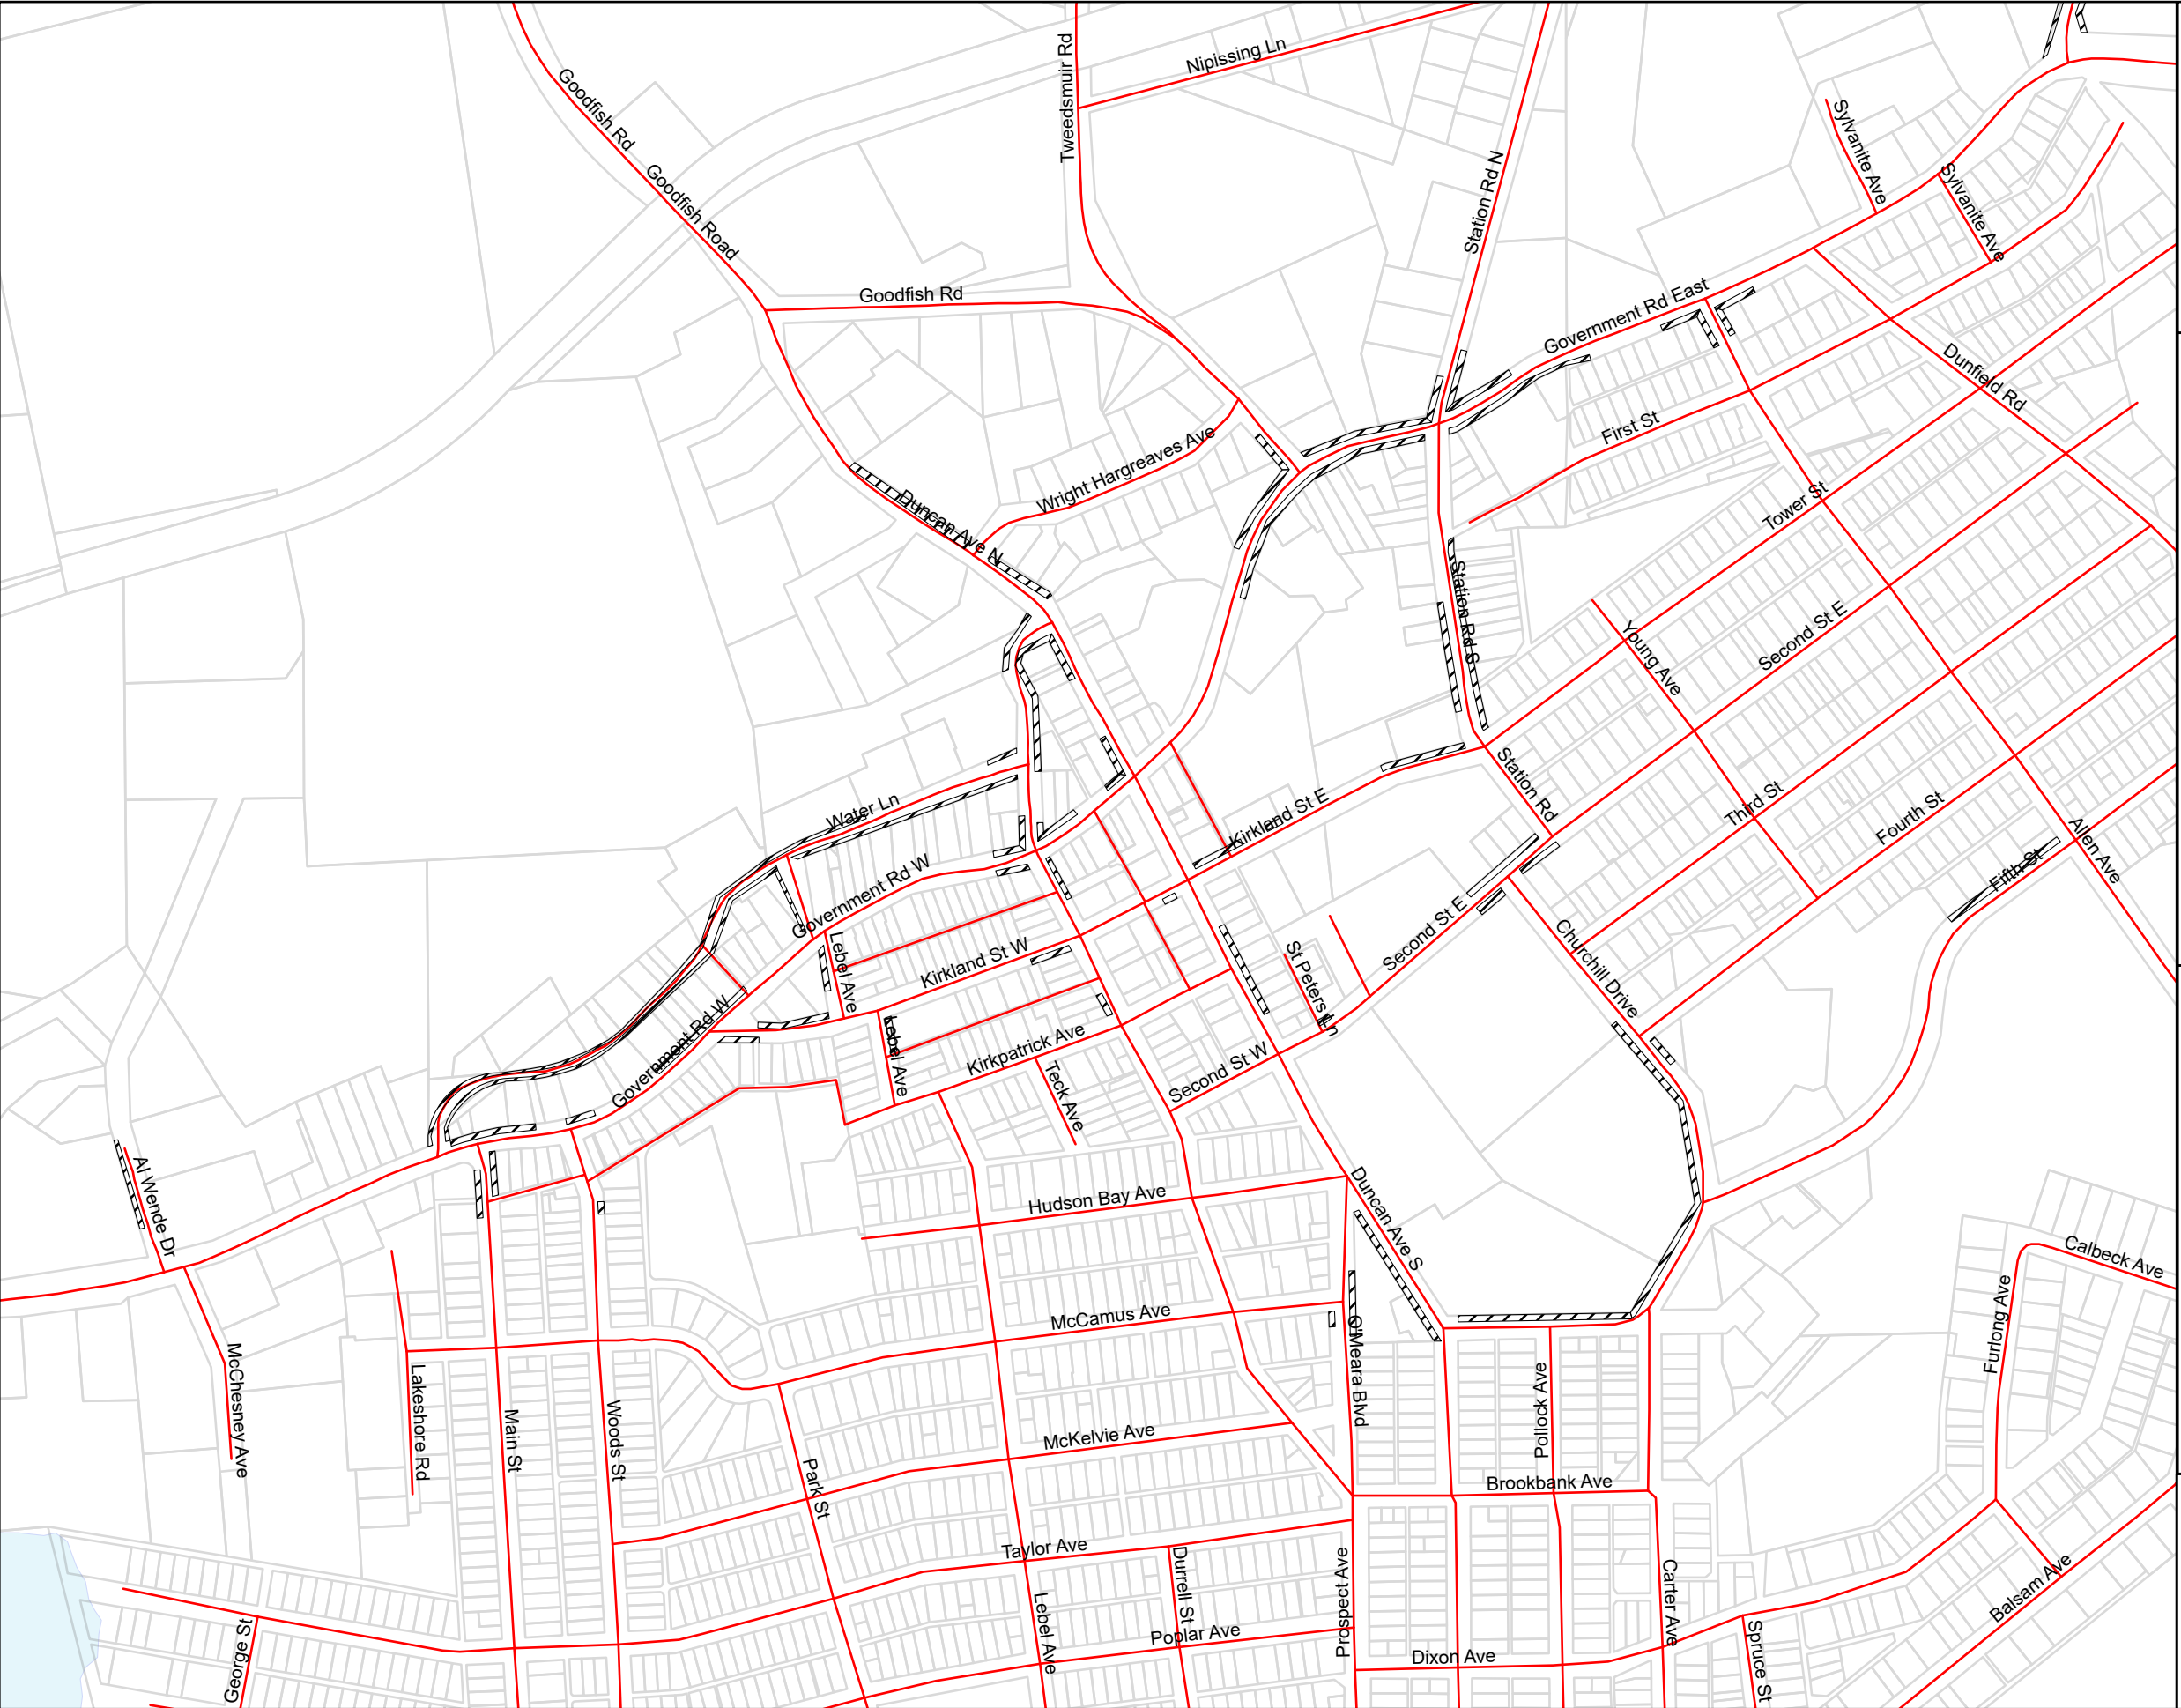 Goodfish Rd
Tweedsmuir Rd
Nipissing Ln
Goodfish Road
Station Rd N
Sylvanite Ave
Sylvanite Ave
Goodfish Rd
Government Rd East
Dunfield Rd
First St
Wright Hargreaves Ave
Duncan Ave N
Tower St
Station Rd S
Young Ave
Second St E
Station Rd
Water Ln
Kirkland St E
Third St
Fourth St
Allen Ave
Fifth St
Government Rd W
Lebel Ave
Kirkland St W
St Peters Ln
Second St E
Churchill Drive
Government Rd W
Lebel Ave
Kirkpatrick Ave
Teck Ave
Second St W
Al Wende Dr
Hudson Bay Ave
Duncan Ave S
Calbeck Ave
Furlong Ave
McCamus Ave
O'Meara Blvd
McChesney Ave
Lakeshore Rd
Main St
Woods St
Park St
McKelvie Ave
Pollock Ave
Brookbank Ave
Taylor Ave
Durrell St
Prospect Ave
Carter Ave
Balsam Ave
George St
Lebel Ave
Poplar Ave
Dixon Ave
Spruce St